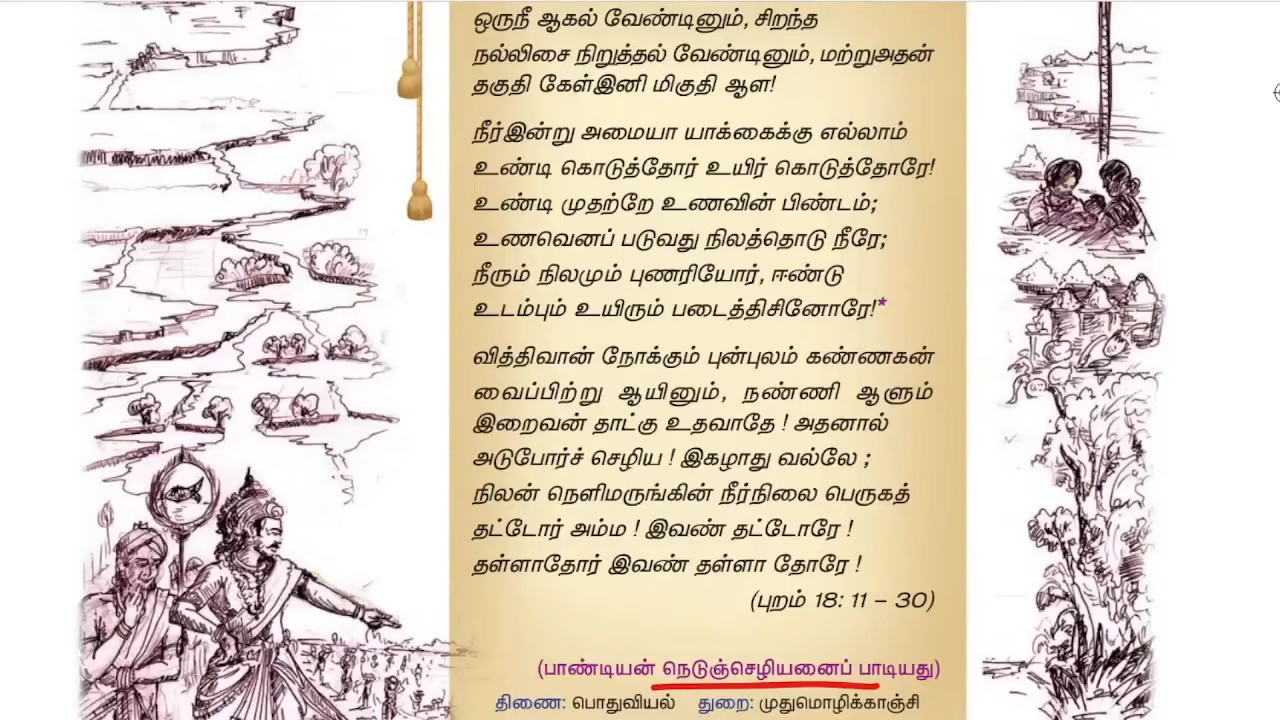 ஒருநீ ஆகல் வேண்டினும், சிறந்த
நல்லிசை நிறுத்தல் வேண்டினும், மற்றுஅதன்
தகுதி கேள்இனி மிகுதி ஆள!
நீர்இன்று அமையா யாக்கைக்கு எல்லாம்
உண்டி கொடுத்தோர் உயிர் கொடுத்தோரே!
உண்டி முதற்றே உணவின் பிண்டம்;
உணவெனப் படுவது நிலத்தொடு நீரே;
நீரும் நிலமும் புணரியோர், ஈண்டு
உடம்பும் உயிரும் படைத்திசினோரே!*
வித்திவான் நோக்கும் புன்புலம் கண்ணகன்
வைப்பிற்று ஆயினும், நண்ணி ஆளும்
இறைவன் தாட்கு உதவாதே ! அதனால்
அடுபோர்ச் செழிய ! இகழாது வல்லே ;
நிலன் நெளிமருங்கின் நீர்நிலை பெருகத்
தட்டோர் அம்ம ! இவண் தட்டோரே !
தள்ளாதோர் இவண் தள்ளா தோரே !
(புறம் 18: 11 – 30)
(பாண்டியன் நெடுஞ்செழியனைப் பாடியது)
திணை: பொதுவியல் துறை: முதுமொழிக்காஞ்சி